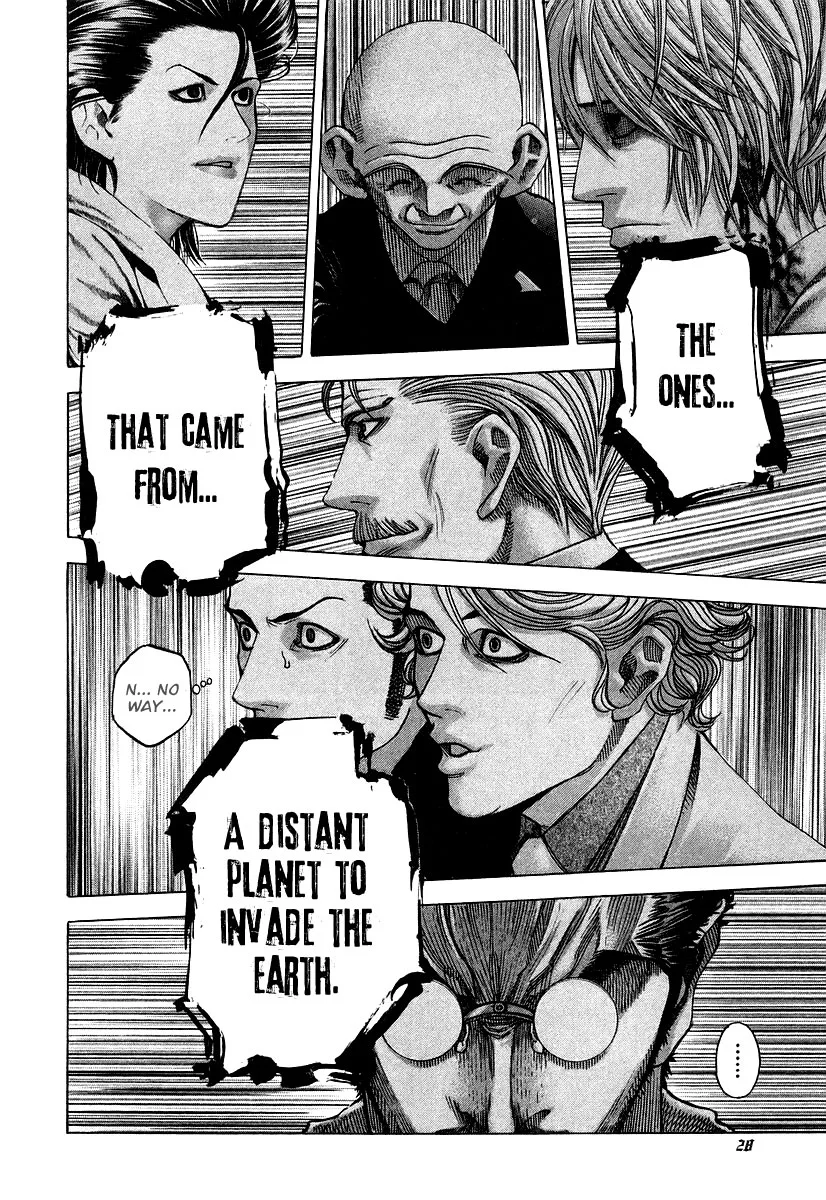 THE
ONES...
THAT CAME
FROM...
N... NO
WAY...
A DISTANT
PLANET TO
INVADE THE
EARTH.
......
28